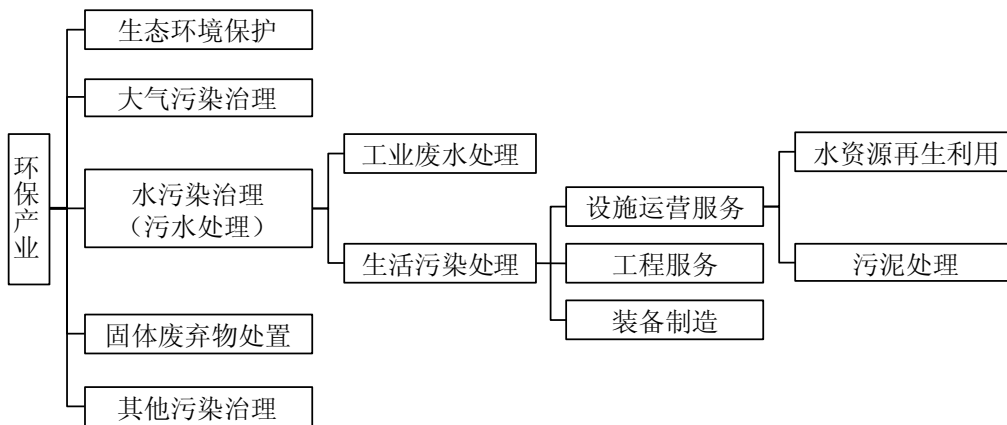 环保产业
生态环境保护
大气污染治理
水污染治理
（污水处理）
固体废弃物处置
其他污染治理
工业废水处理
生活污染处理
设施运营服务
工程服务
装备制造
水资源再生利用
污泥处理